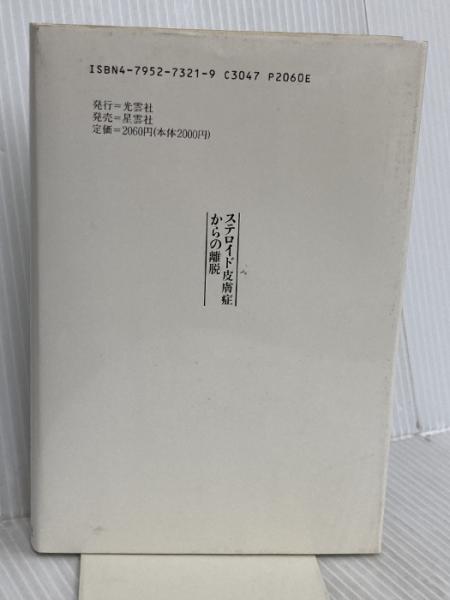 ISBN4-7952-7321-9 C3047 P2060E
発行=光雲社
発売=星雲社
定価=2060円(本体2000円)
ステロイド皮膚症
からの離脱